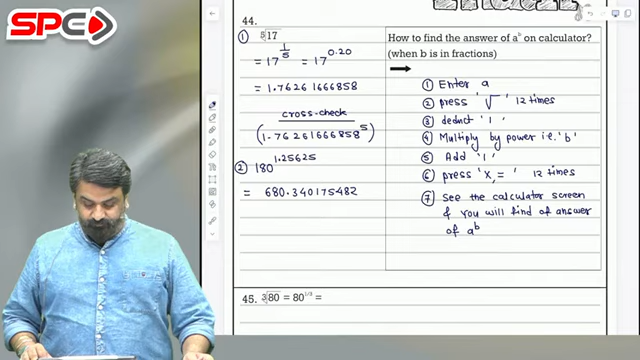 SPC
44.
① ⁵√17
= 17^(1/5) = 17^0.20
= 1.76261666858
cross-check
(1.76261666858^5)
② 180^1.25625
= 680.340175482
How to find the answer of a^b on calculator?
(when b is in fractions)
① Enter a
② press '√' 12 times
③ deduct '1'
④ Multiply by power i.e. 'b'
⑤ Add '1'
⑥ press 'X, =' 12 times
⑦ See the calculator screen
& you will find of answer
of a^b
45. ³√80 = 80^1/3 =